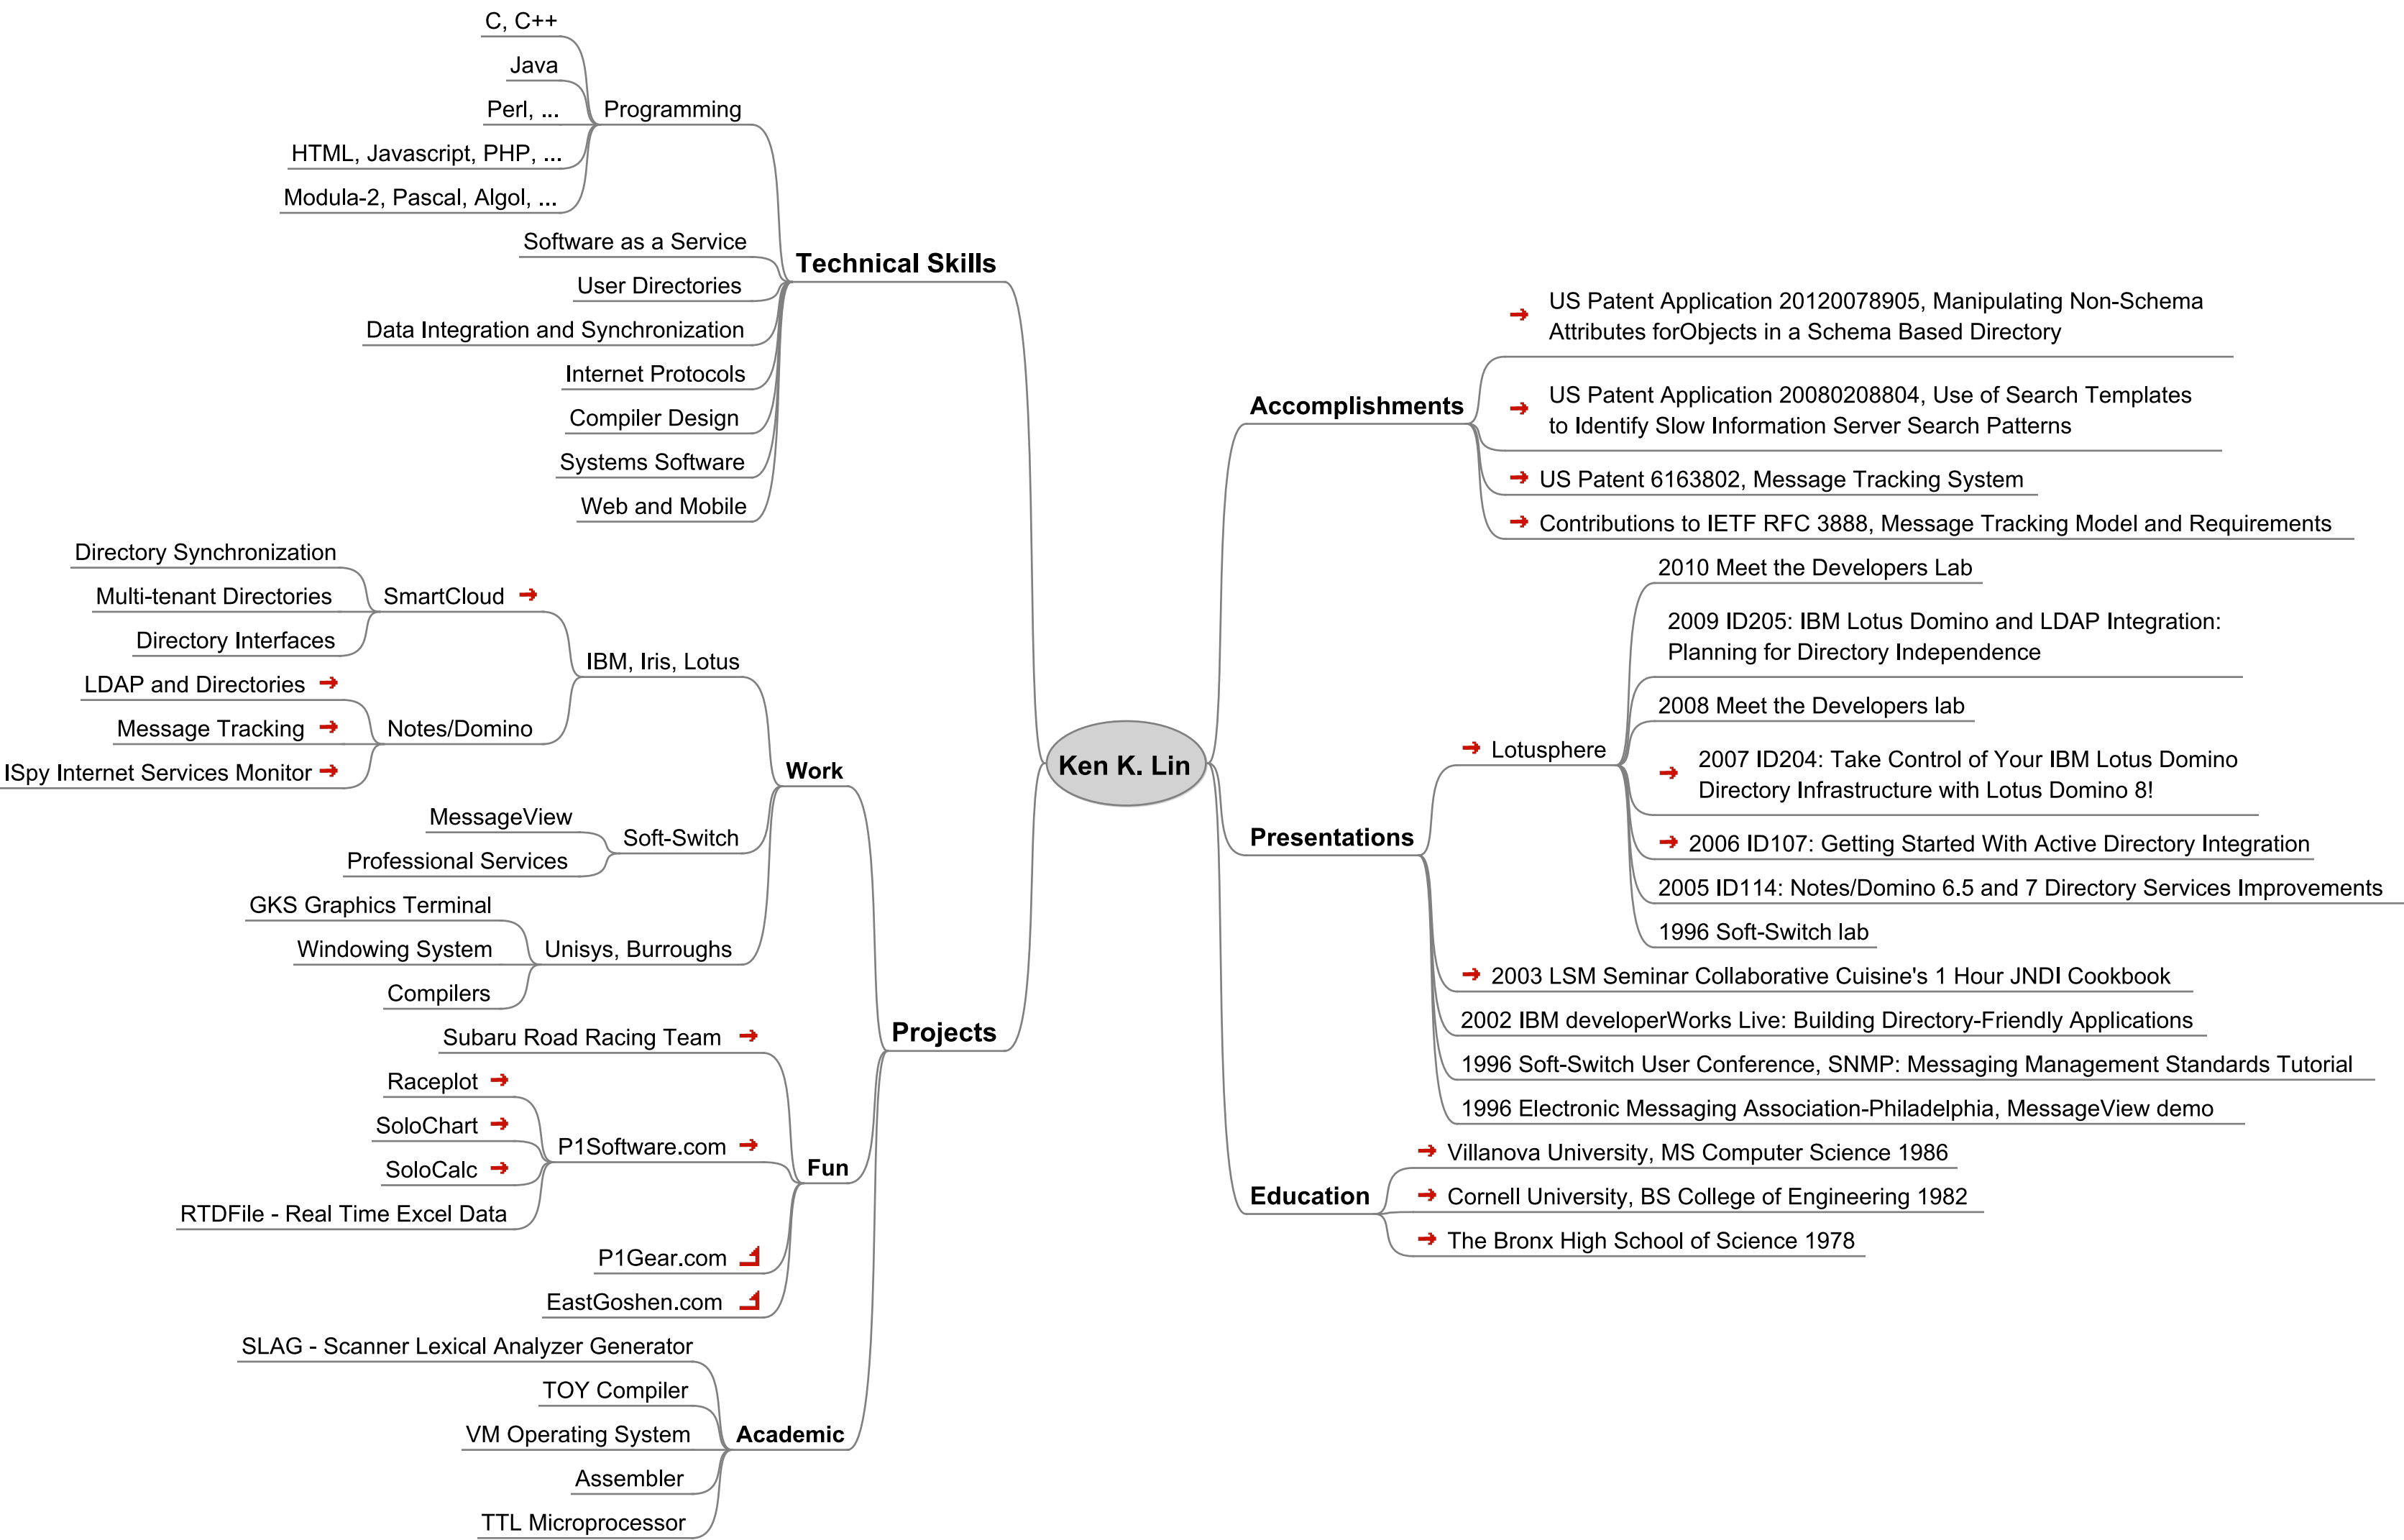 Ken K. Lin
Technical Skills
Programming
C, C++
Java
Perl, ...
HTML, Javascript, PHP, ...
Modula-2, Pascal, Algol, ...
Software as a Service
User Directories
Data Integration and Synchronization
Internet Protocols
Compiler Design
Systems Software
Web and Mobile
Projects
Work
IBM, Iris, Lotus
SmartCloud
Directory Synchronization
Multi-tenant Directories
Directory Interfaces
Notes/Domino
LDAP and Directories
Message Tracking
ISpy Internet Services Monitor
Soft-Switch
MessageView
Professional Services
Unisys, Burroughs
GKS Graphics Terminal
Windowing System
Compilers
Fun
Subaru Road Racing Team
P1Software.com
Raceplot
SoloChart
SoloCalc
RTDFile - Real Time Excel Data
P1Gear.com
EastGoshen.com
Academic
SLAG - Scanner Lexical Analyzer Generator
TOY Compiler
VM Operating System
Assembler
TTL Microprocessor
Accomplishments
US Patent Application 20120078905, Manipulating Non-Schema
Attributes forObjects in a Schema Based Directory
US Patent Application 20080208804, Use of Search Templates
to Identify Slow Information Server Search Patterns
US Patent 6163802, Message Tracking System
Contributions to IETF RFC 3888, Message Tracking Model and Requirements
Presentations
Lotusphere
2010 Meet the Developers Lab
2009 ID205: IBM Lotus Domino and LDAP Integration:
Planning for Directory Independence
2008 Meet the Developers lab
2007 ID204: Take Control of Your IBM Lotus Domino
Directory Infrastructure with Lotus Domino 8!
2006 ID107: Getting Started With Active Directory Integration
2005 ID114: Notes/Domino 6.5 and 7 Directory Services Improvements
1996 Soft-Switch lab
2003 LSM Seminar Collaborative Cuisine's 1 Hour JNDI Cookbook
2002 IBM developerWorks Live: Building Directory-Friendly Applications
1996 Soft-Switch User Conference, SNMP: Messaging Management Standards Tutorial
1996 Electronic Messaging Association-Philadelphia, MessageView demo
Education
Villanova University, MS Computer Science 1986
Cornell University, BS College of Engineering 1982
The Bronx High School of Science 1978